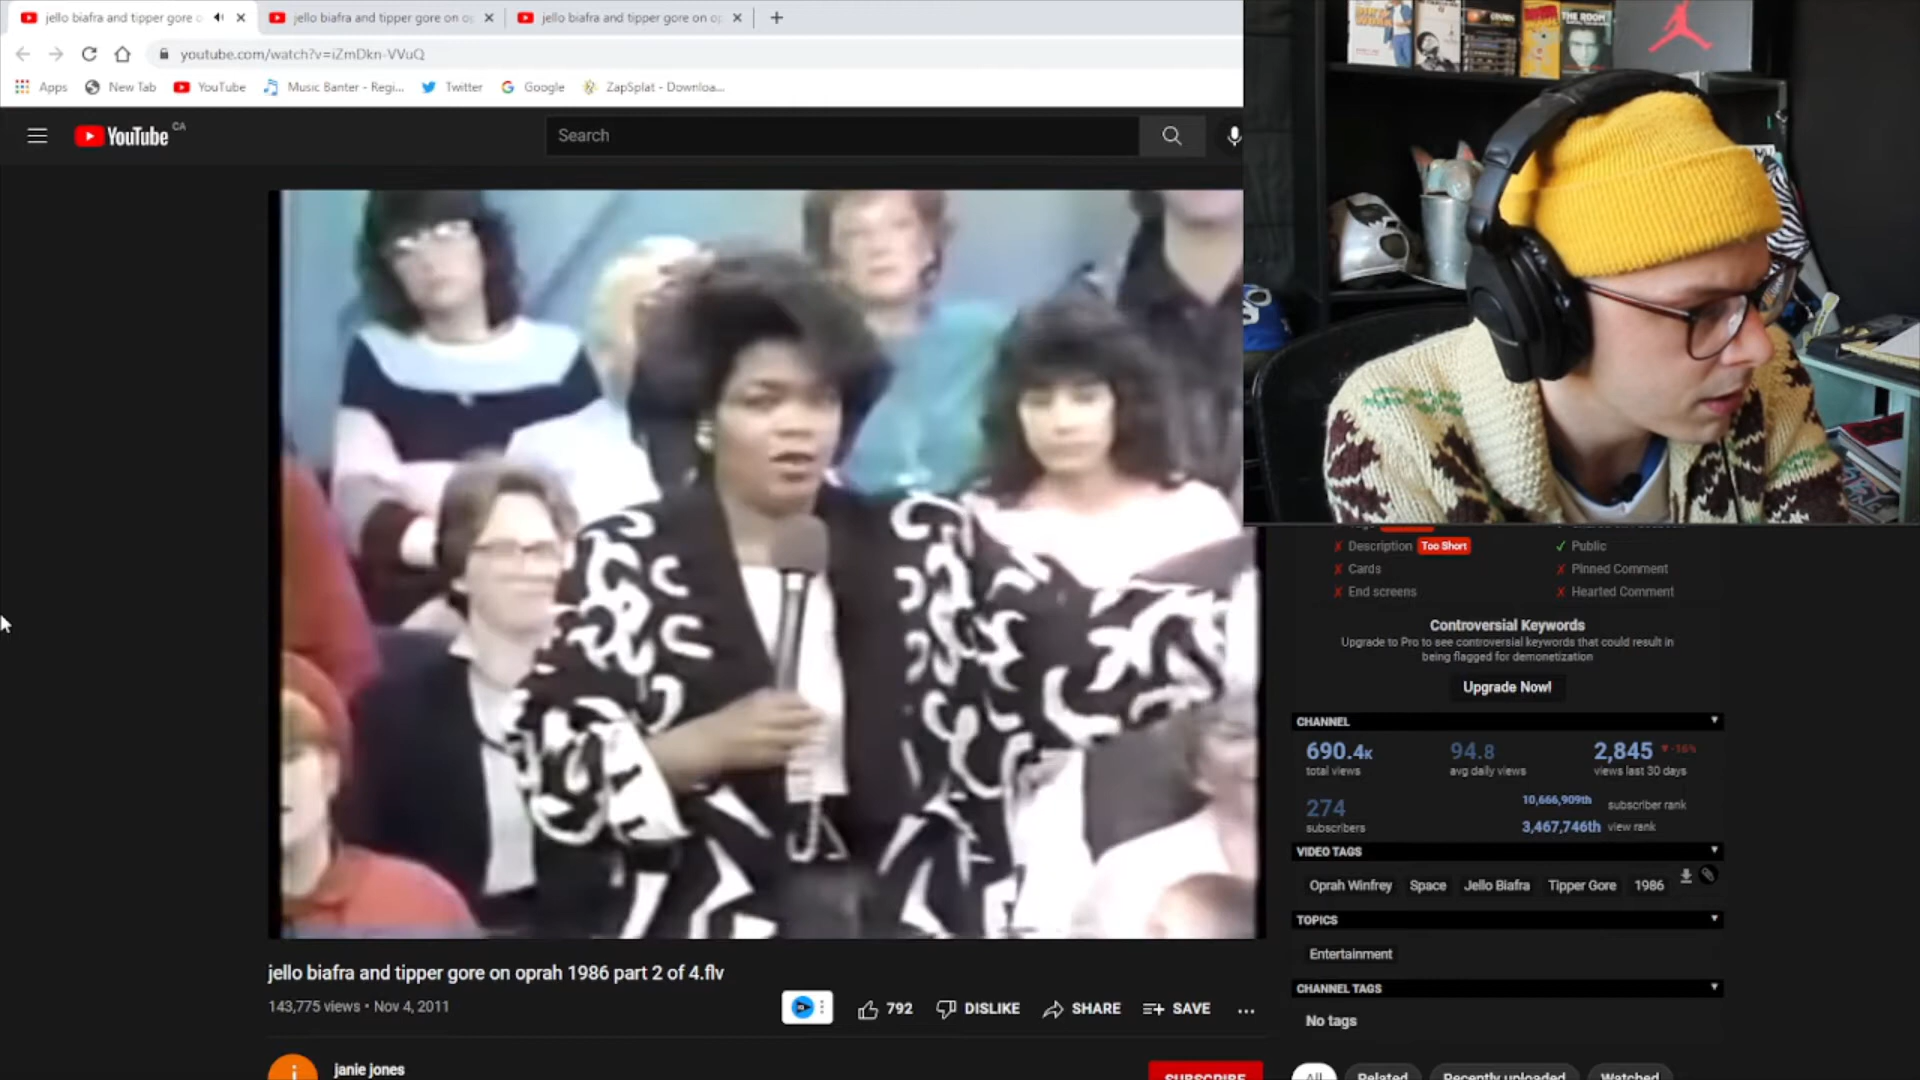 jello biafra and tipper gore o
jello biafra and tipper gore on op
jello biafra and tipper gore on op
youtube.com/watch?v=iZmDkn-VVuQ
Apps
New Tab
YouTube
Music Banter - Regi...
Twitter
Google
ZapSplat - Downloa...
YouTube CA
Search
THE ROOM
Description Too Short
Public
Cards
Pinned Comment
End screens
Hearted Comment
Controversial Keywords
Upgrade to Pro to see controversial keywords that could result in
being flagged for demonetization
Upgrade Now!
CHANNEL
690.4K
94.8
2,845 -16%
total views
avg daily views
views last 30 days
274
10,666,909th subscriber rank
subscribers
3,467,746th view rank
VIDEO TAGS
Oprah Winfrey
Space
Jello Biafra
Tipper Gore
1986
TOPICS
Entertainment
CHANNEL TAGS
No tags
jello biafra and tipper gore on oprah 1986 part 2 of 4.flv
143,775 views • Nov 4, 2011
792
DISLIKE
SHARE
SAVE
janie jones
SUBSCRIBE
All
Related
Recently uploaded
Watched